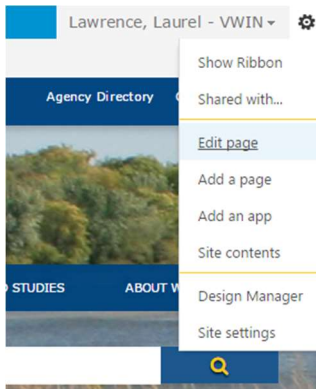 Lawrence, Laurel - VWIN
Show Ribbon
Agency Directory
Shared with...
Edit page
Add a page
Add an app
Site contents
STUDIES
ABOUT
Design Manager
Site settings